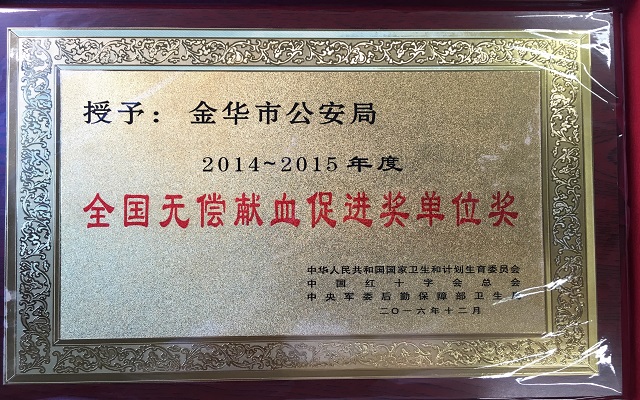 授予：金华市公安局
2014~2015年度
全国无偿献血促进奖单位奖
中华人民共和国国家卫生和计划生育委员会
中国红十字会总会
中央军委后勤保障部卫生局
二〇一六年十二月